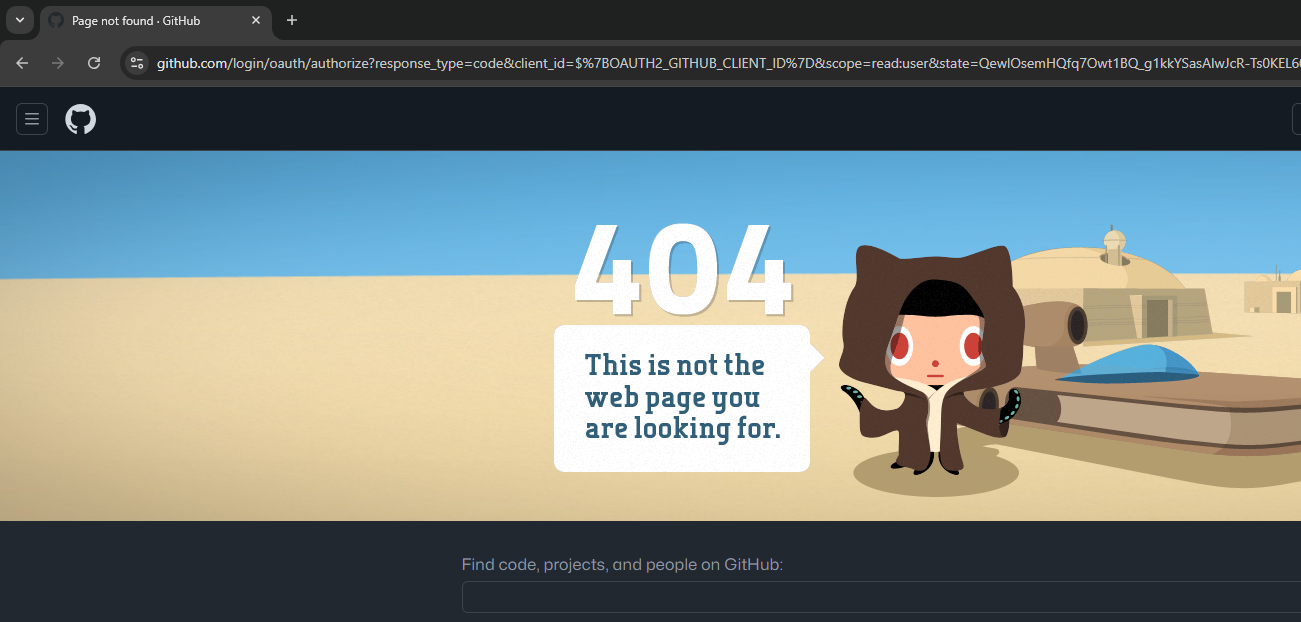 Page not found · GitHub
github.com/login/oauth/authorize?response_type=code&client_id=$%7BOAUTH2_GITHUB_CLIENT_ID%7D&scope=read:user&state=QewlOsemHQfq7Owt1BQ_g1kkYSasAlwJcR-Ts0KEL6
404
This is not the
web page you
are looking for.
Find code, projects, and people on GitHub: